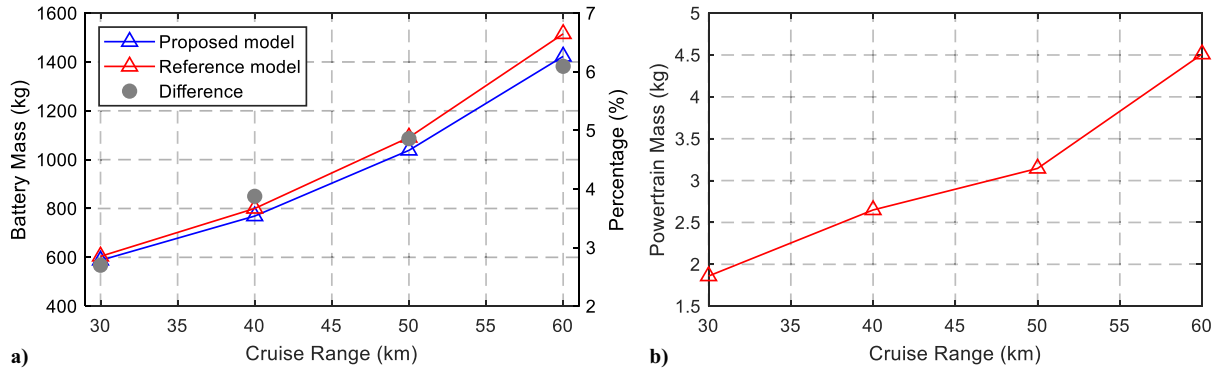 1600
1400
1200
1000
800
600
400
Battery Mass (kg)
Proposed model
Reference model
Difference
7
6
5
4
3
2
Percentage (%)
30 35 40 45 50 55 60
Cruise Range (km)
a)
5
4.5
4
3.5
3
2.5
2
1.5
Powertrain Mass (kg)
30 35 40 45 50 55 60
Cruise Range (km)
b)